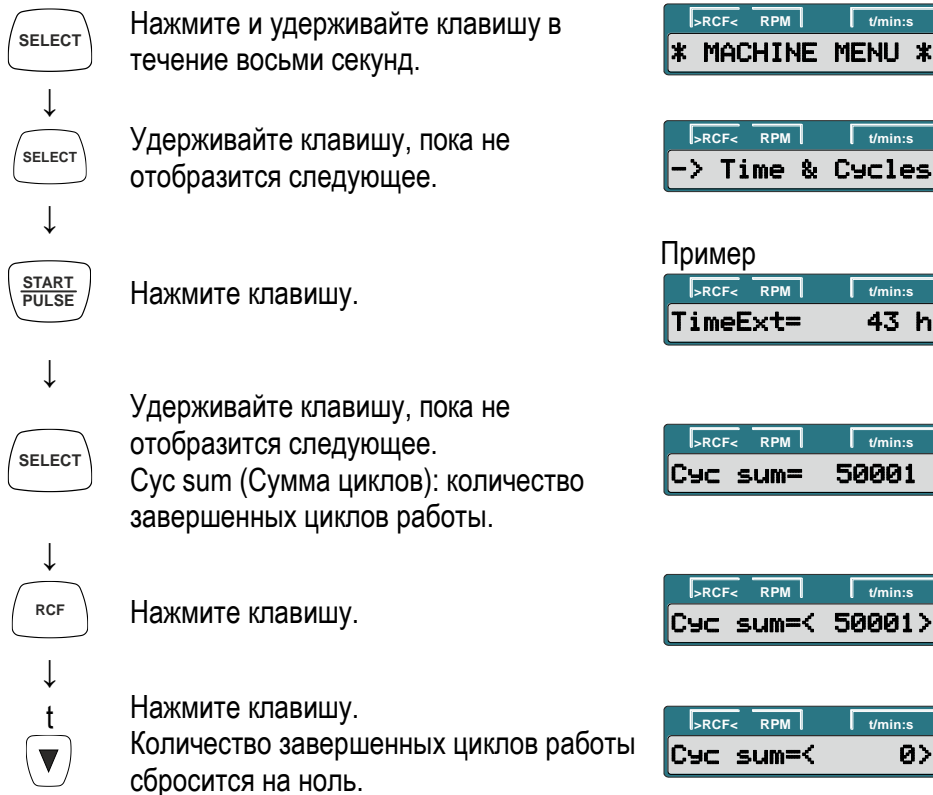 SELECT
Нажмите и удерживайте клавишу в
течение восьми секунд.
>RCF< RPM t/min:s
* MACHINE MENU *
↓
SELECT
Удерживайте клавишу, пока не
отобразится следующее.
>RCF< RPM t/min:s
-> Time & Cycles
↓
START
PULSE
Нажмите клавишу.
Пример
>RCF< RPM t/min:s
TimeExt= 43 h
↓
SELECT
Удерживайте клавишу, пока не
отобразится следующее.
Cyc sum (Сумма циклов): количество
завершенных циклов работы.
>RCF< RPM t/min:s
Cyc sum= 50001
↓
RCF
Нажмите клавишу.
>RCF< RPM t/min:s
Cyc sum=< 50001>
↓
t
▼
Нажмите клавишу.
Количество завершенных циклов работы
сбросится на ноль.
>RCF< RPM t/min:s
Cyc sum=< 0>